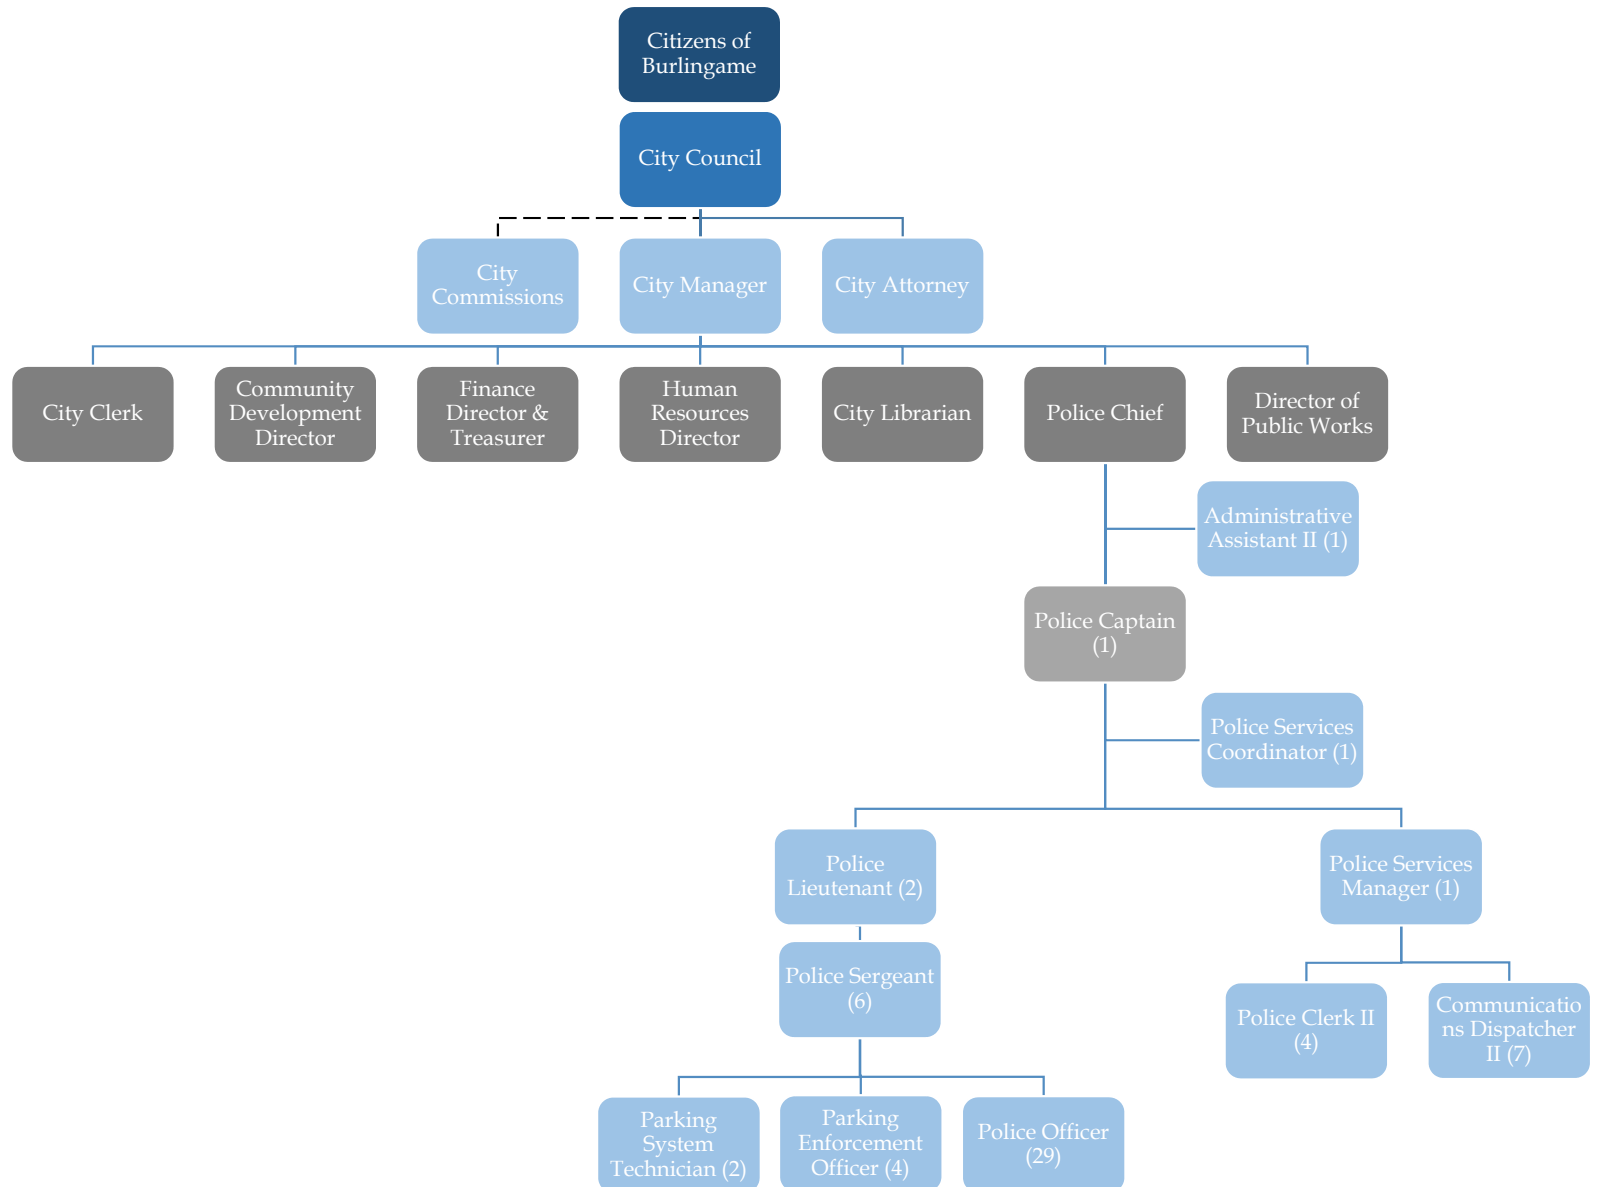 Citizens of
Burlingame
City Council
City
Commissions
City Manager
City Attorney
City Clerk
Community
Development
Director
Finance
Director &
Treasurer
Human
Resources
Director
City Librarian
Police Chief
Director of
Public Works
Administrative
Assistant II (1)
Police Captain
(1)
Police Services
Coordinator (1)
Police
Lieutenant (2)
Police Services
Manager (1)
Police Sergeant
(6)
Police Clerk II
(4)
Communicatio
ns Dispatcher
II (7)
Parking
System
Technician (2)
Parking
Enforcement
Officer (4)
Police Officer
(29)